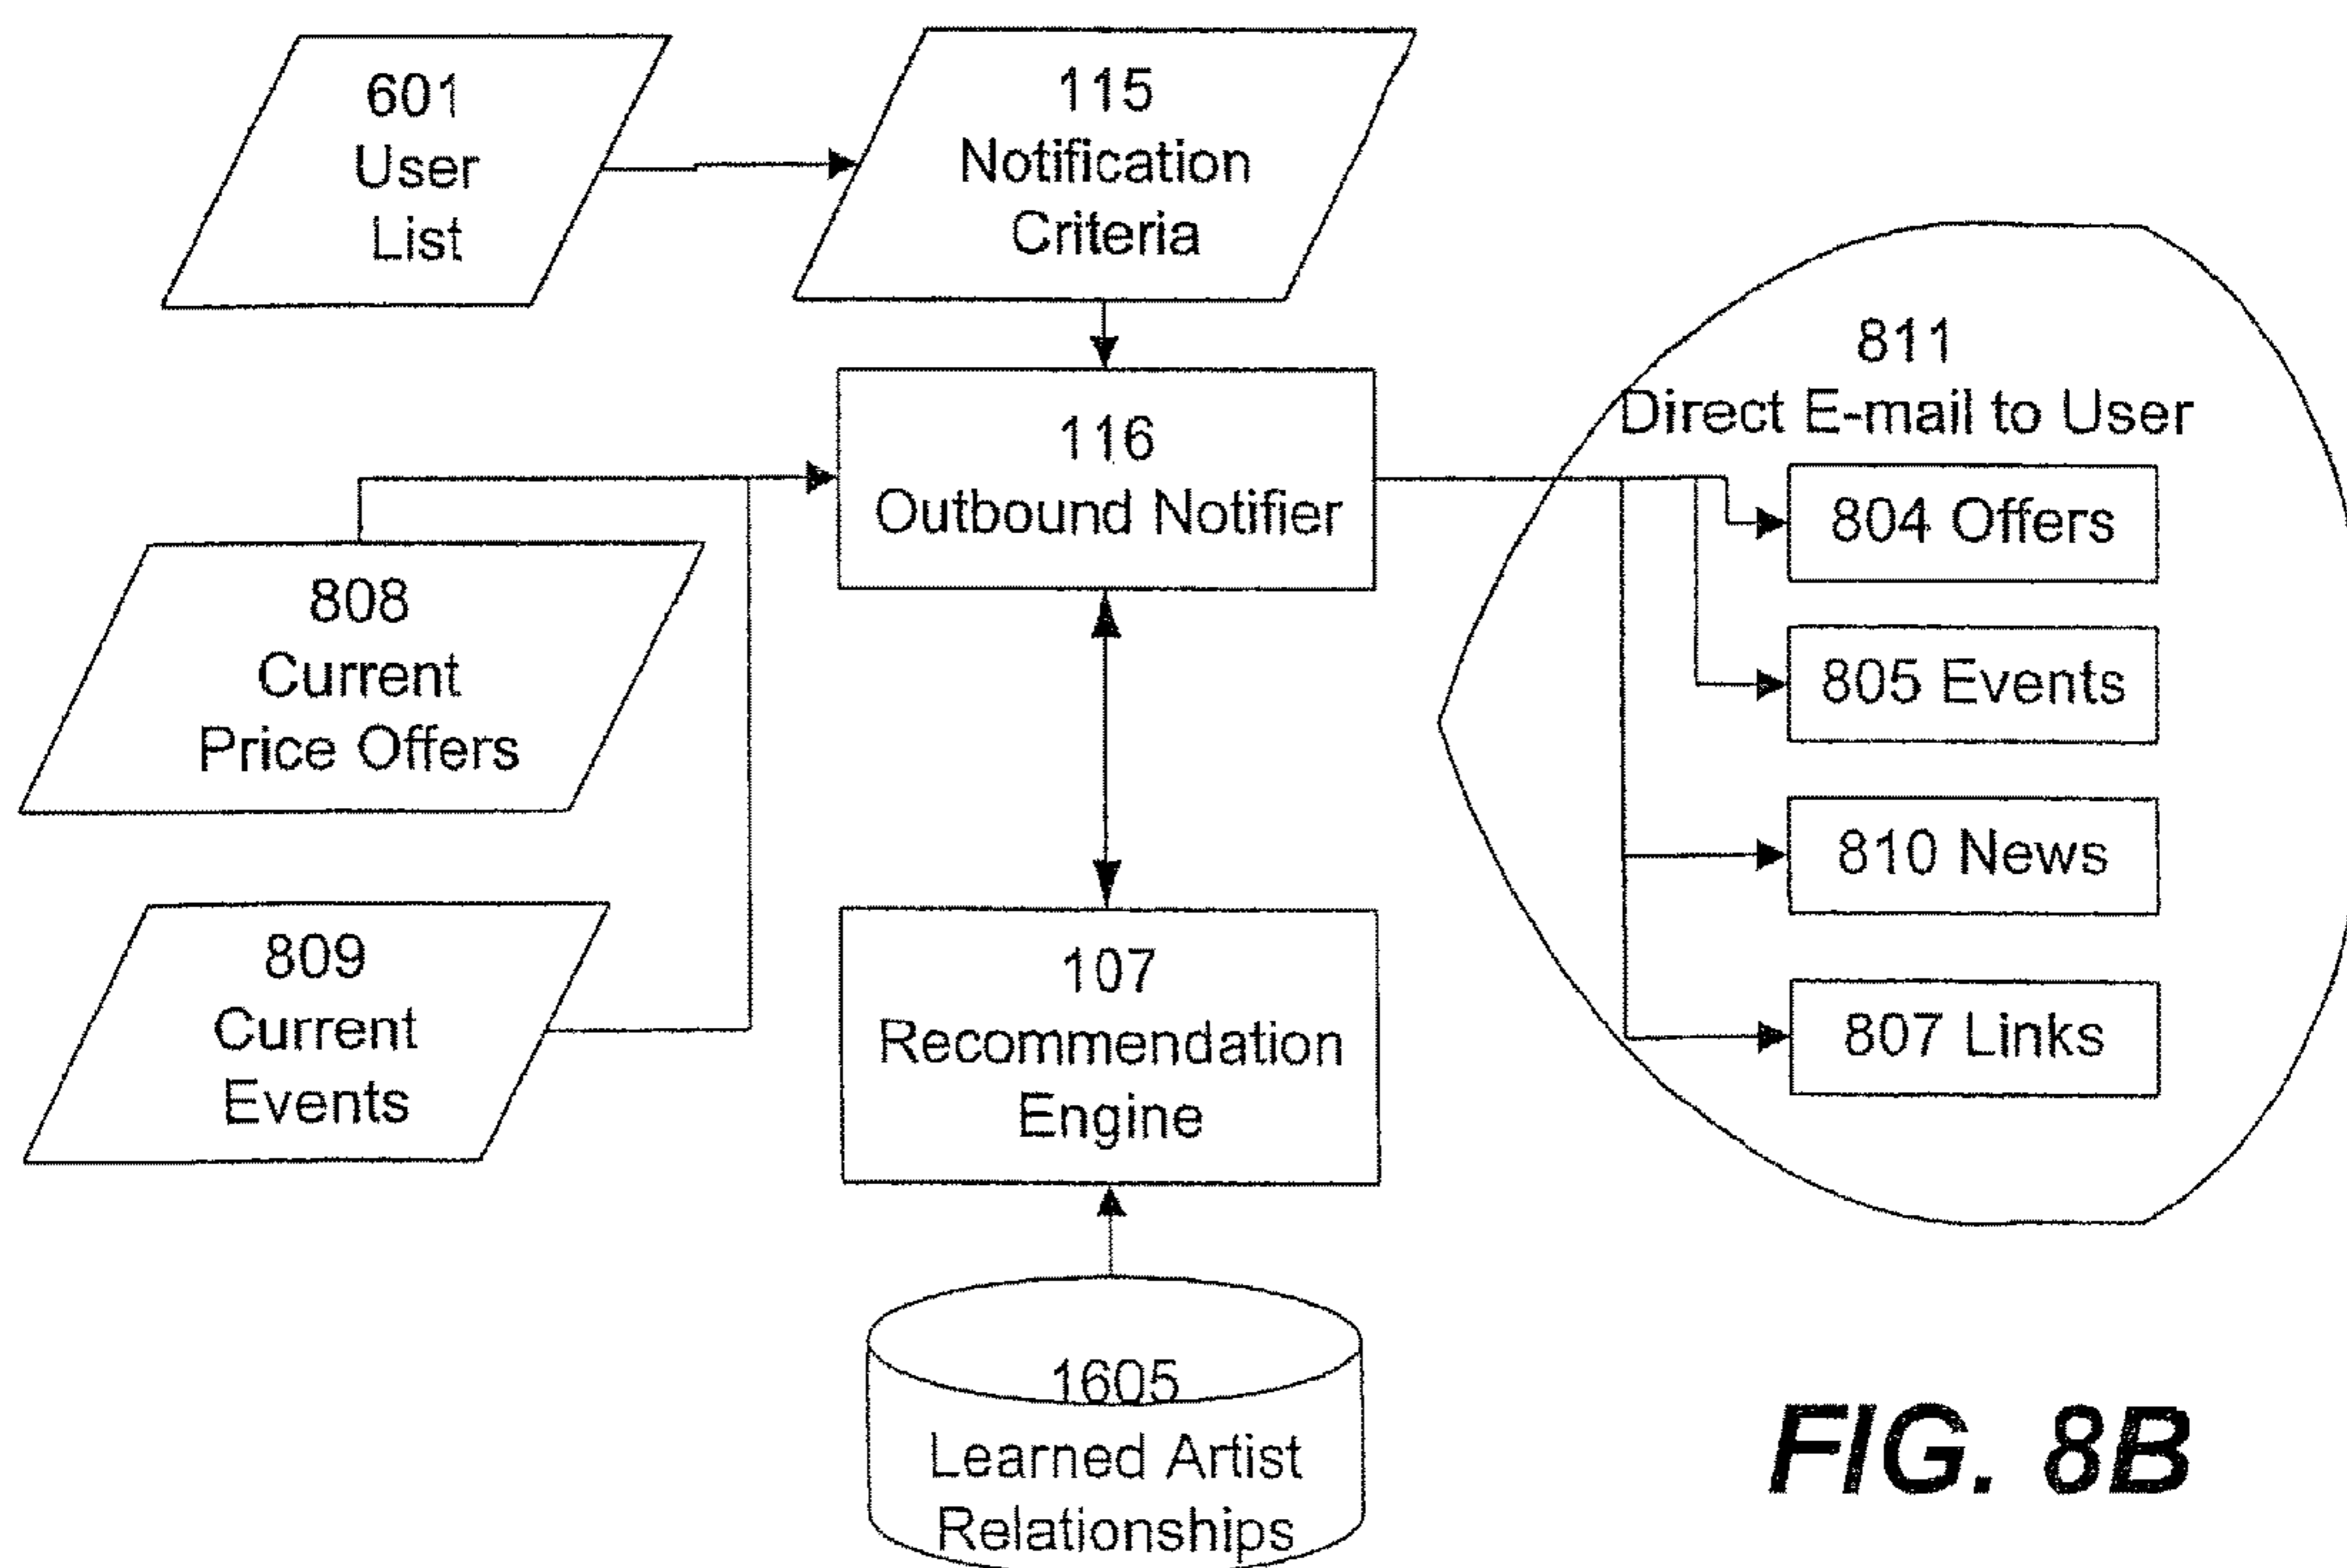 601
User
List
115
Notification
Criteria
811
Direct E-mail to User
116
Outbound Notifier
804 Offers
808
Current
Price Offers
805 Events
810 News
809
Current
Events
107
Recommendation
Engine
807 Links
1605
Learned Artist
Relationships
FIG. 8B